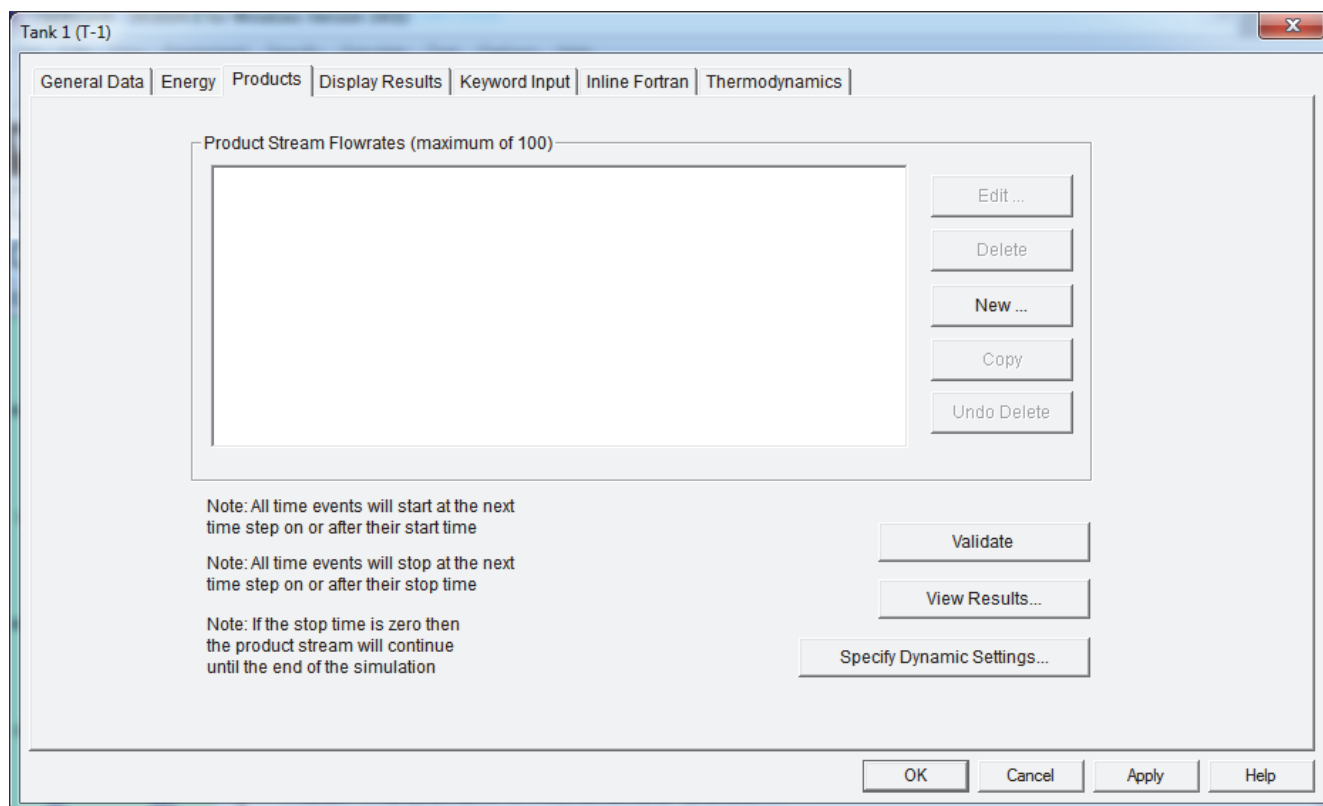 Tank 1 (T-1)
General Data Energy Products Display Results Keyword Input Inline Fortran Thermodynamics
Product Stream Flowrates (maximum of 100)
Edit ...
Delete
New ...
Copy
Undo Delete
Note: All time events will start at the next
time step on or after their start time
Note: All time events will stop at the next
time step on or after their stop time
Note: If the stop time is zero then
the product stream will continue
until the end of the simulation
Validate
View Results...
Specify Dynamic Settings...
OK Cancel Apply Help